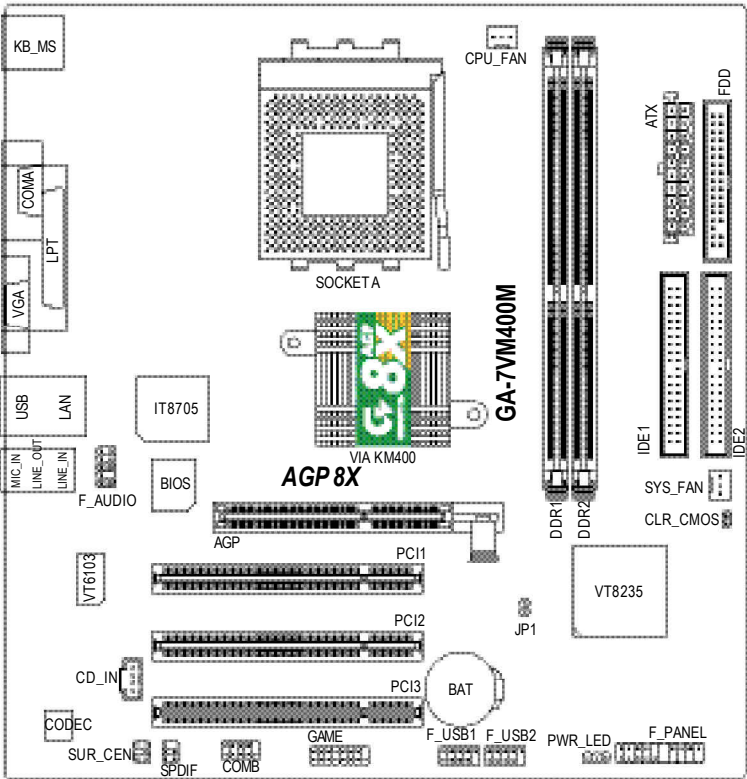 KB_MS
CPU_FAN
FDD
ATX
COMA
LPT
VGA
SOCKET A
AGP
8X
GA-7VM400M
USB
LAN
IT8705
VIA KM400
IDE1
IDE2
MIC_IN
LINE_OUT
LINE_IN
F_AUDIO
BIOS
AGP 8X
SYS_FAN
DDR1
DDR2
CLR_CMOS
AGP
PCI1
VT6103
VT8235
PCI2
JP1
CD_IN
PCI3
BAT
CODEC
SUR_CEN
SPDIF
COMB
GAME
F_USB1
F_USB2
PWR_LED
F_PANEL